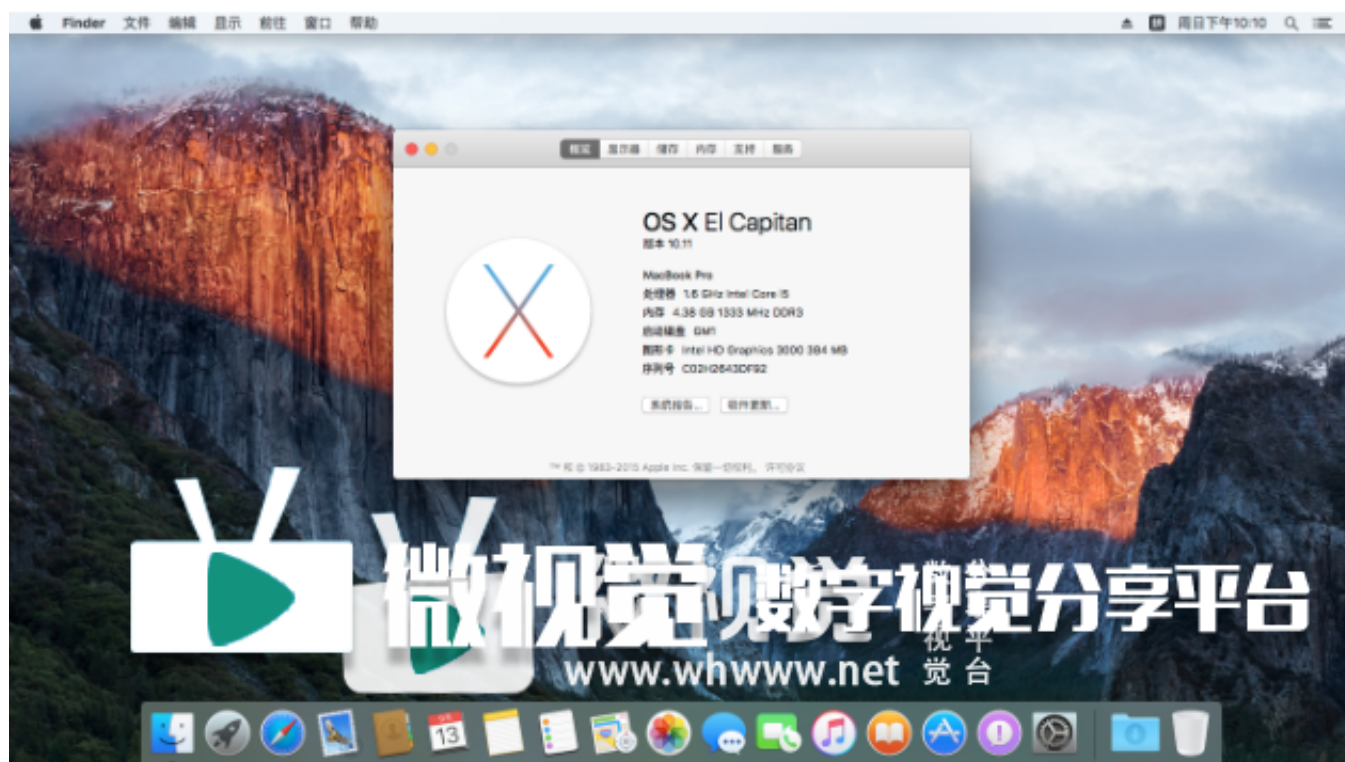 Finder 文件 编辑 显示 前往 窗口 帮助
周日下午10:10
概览 显示器 储存 内存 支持 服务
OS X El Capitan
版本 10.11
MacBook Pro
处理器 1.6 GHz Intel Core i5
内存 4.38 GB 1333 MHz DDR3
启动磁盘 GM1
图形卡 Intel HD Graphics 3000 384 MB
序列号 C02H2643DF92
系统报告... 软件更新...
™ 和 © 1983-2015 Apple Inc. 保留一切权利。 许可协议
微视觉 数字视觉分享平台
www.whwww.net
13